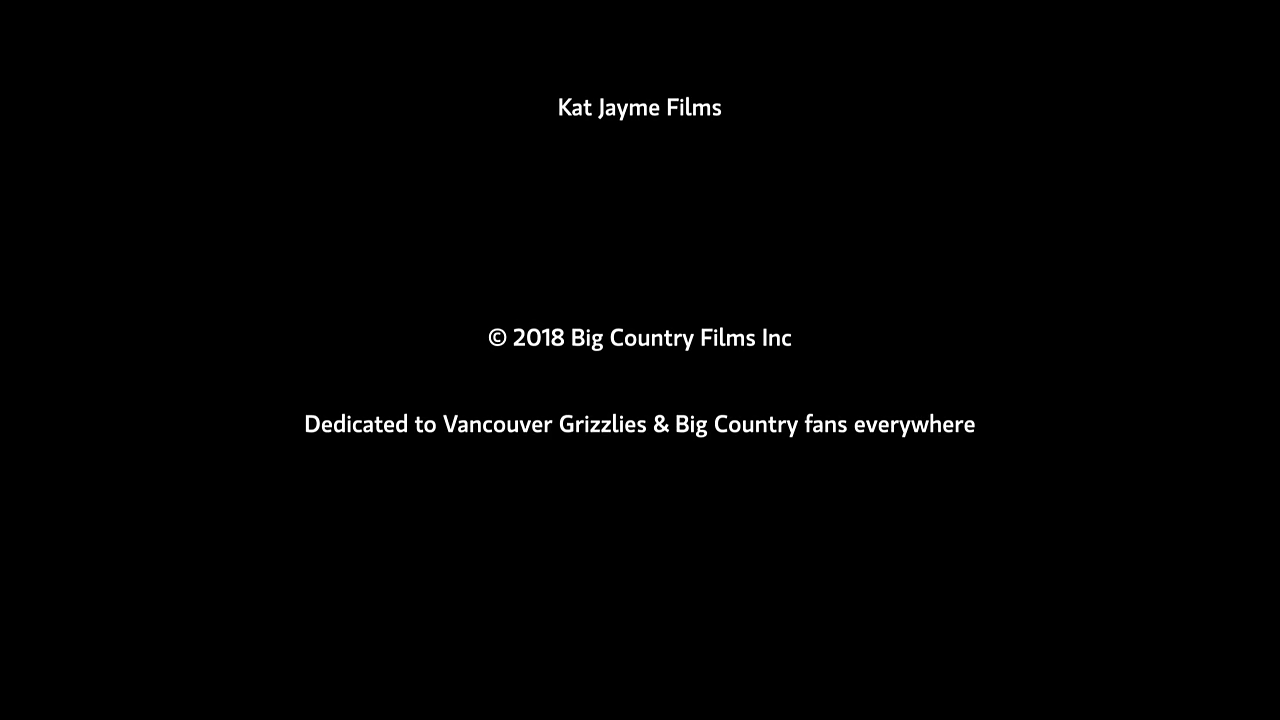 Kat Jayme Films
© 2018 Big Country Films Inc
Dedicated to Vancouver Grizzlies & Big Country fans everywhere